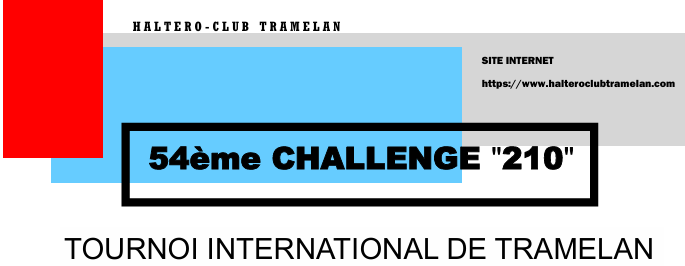 HALTERO-CLUB TRAMELAN
SITE INTERNET
https://www.halteroclubtramelan.com
54ème CHALLENGE "210"
TOURNOI INTERNATIONAL DE TRAMELAN